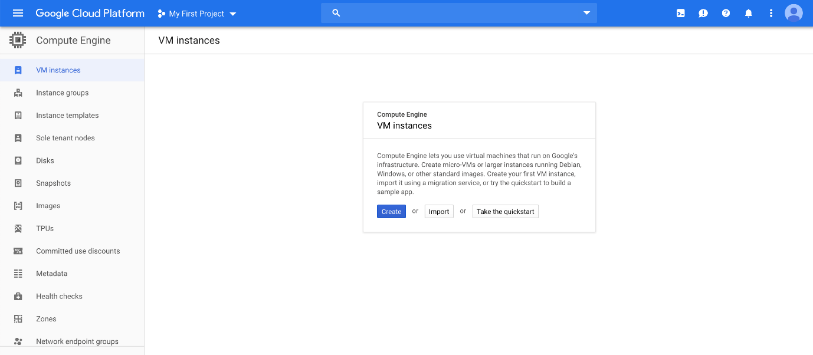 Google Cloud Platform
My First Project
Compute Engine
VM instances
Instance groups
Instance templates
Sole tenant nodes
Disks
Snapshots
Images
TPUs
Committed use discounts
Metadata
Health checks
Zones
Network endpoint groups
VM instances
Compute Engine
VM instances
Compute Engine lets you use virtual machines that run on Google's
infrastructure. Create micro-VMs or larger instances running Debian,
Windows, or other standard images. Create your first VM instance,
import it using a migration service, or try the quickstart to build a
sample app.
Create or Import or Take the quickstart